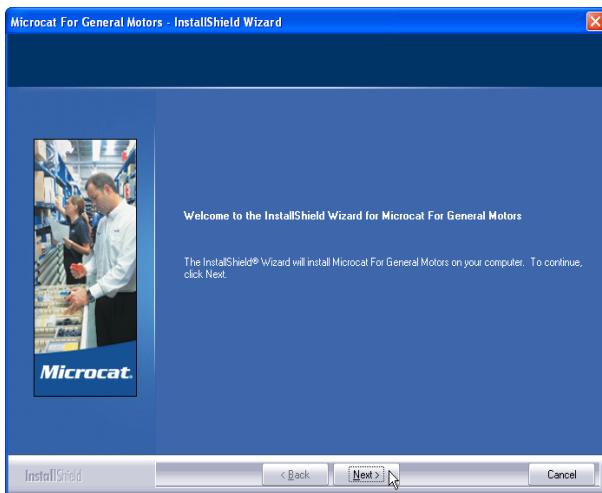 Microcat For General Motors - InstallShield Wizard
Welcome to the InstallShield Wizard for Microcat For General Motors
The InstallShield® Wizard will install Microcat For General Motors on your computer. To continue,
click Next.
Microcat.
InstallShield
< Back
Next >
Cancel